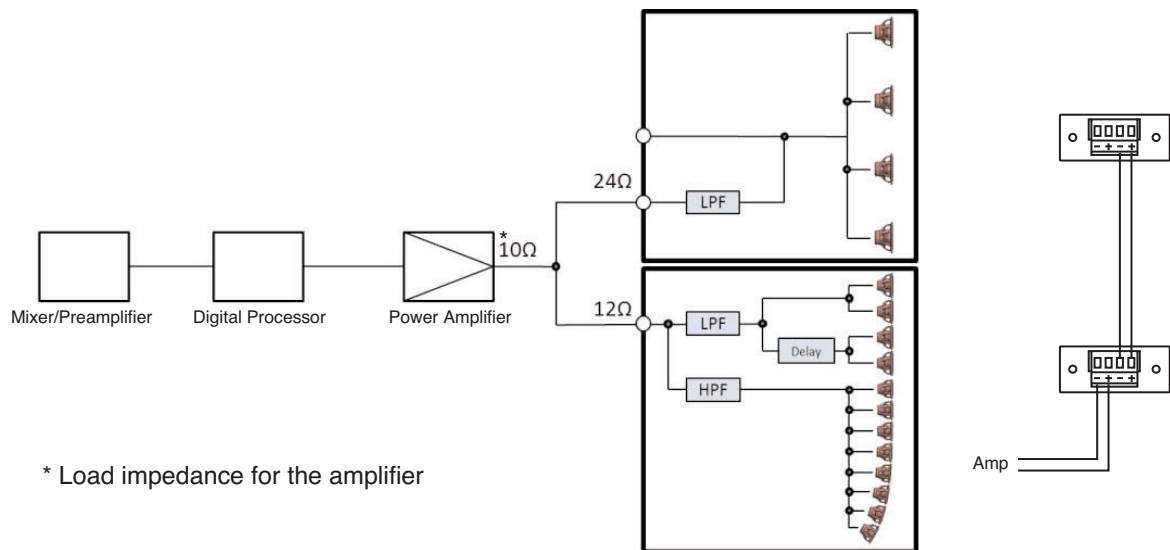 24Ω
LPF
*
10Ω
Mixer/Preamplifier
Digital Processor
Power Amplifier
12Ω
LPF
Delay
HPF
* Load impedance for the amplifier
- + - +
- + - +
Amp